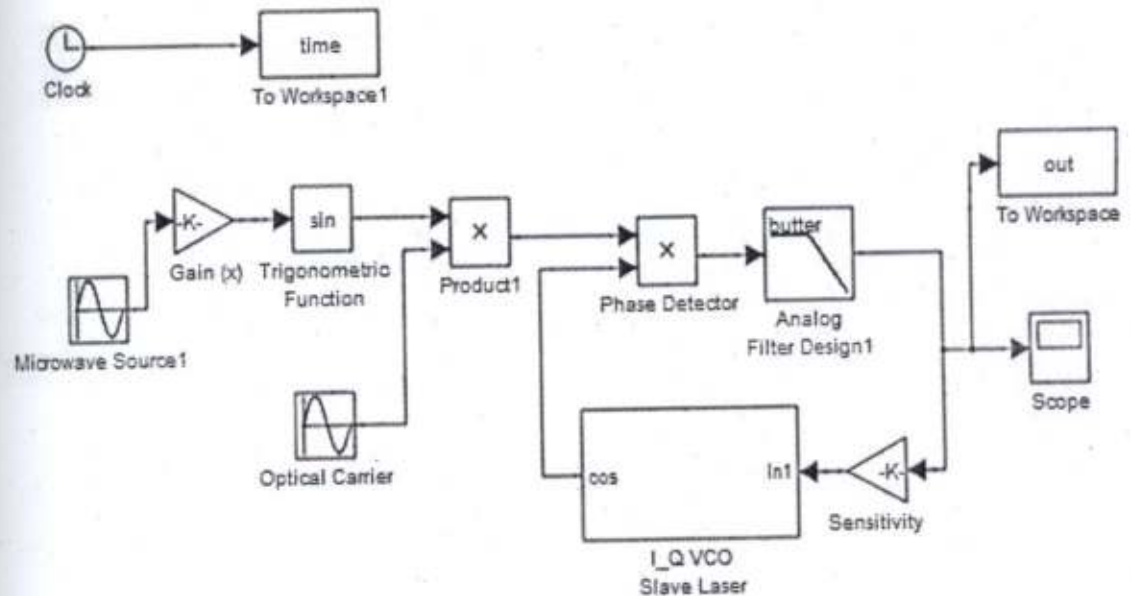 time
Clock
To Workspace1
out
To Workspace
-K-
sin
×
Gain (x)
Trigonometric
Function
Product1
×
Phase Detector
butter
Analog
Filter Design1
Microwave Source1
Scope
Optical Carrier
cos
In1
-K-
Sensitivity
I_Q VCO
Slave Laser